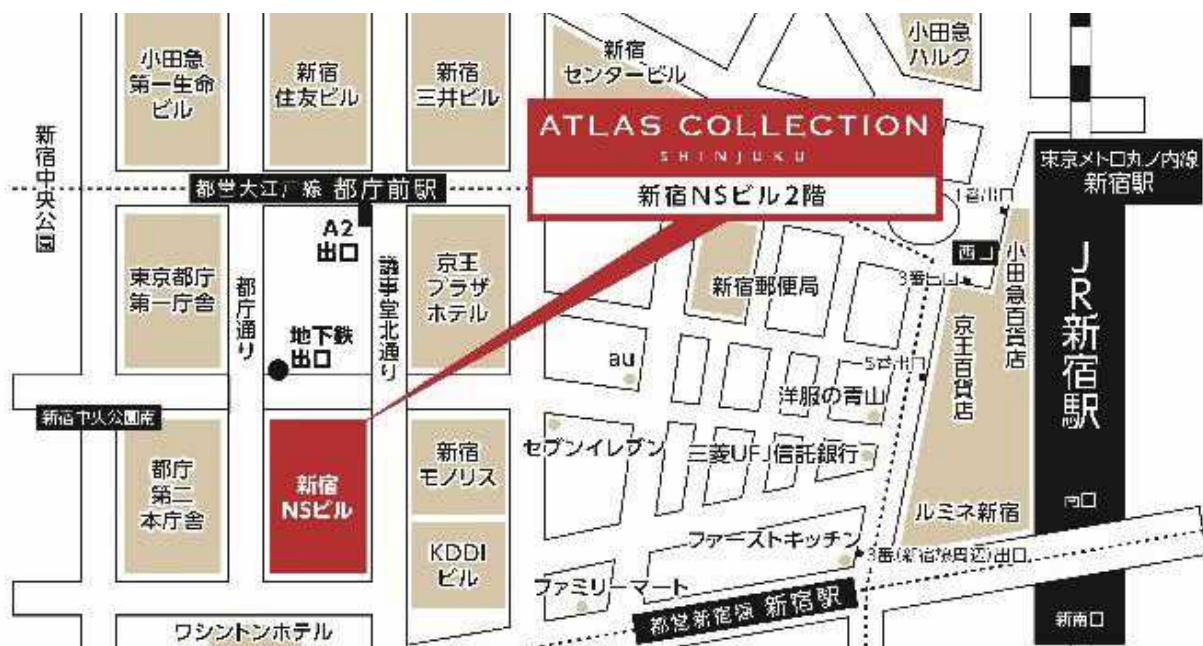 小田急
第一生命
ビル
新宿
住友ビル
新宿
三井ビル
新宿
センタービル
小田急
ハルク
新宿中央公園
ATLAS COLLECTION
SHINJUKU
新宿NSビル2階
東京メトロ丸ノ内線
新宿駅
都営大江戸線 都庁前駅
1番出口
A2
出口
西口
小田急百貨店
JR新宿駅
東京都庁
第一庁舎
都庁通り
地下鉄
出口
議事堂北通り
京王
プラザ
ホテル
新宿郵便局
3番出口
京王百貨店
au
5番出口
洋服の青山
新宿中央公園南
都庁
第二
本庁舎
新宿
NSビル
新宿
モノリス
セブンイレブン
三菱UFJ信託銀行
南口
ルミネ新宿
KDDI
ビル
ファーストキッチン
3番(新宿線周辺)出口
ファミリーマート
都営新宿線 新宿駅
新南口
ワシントンホテル